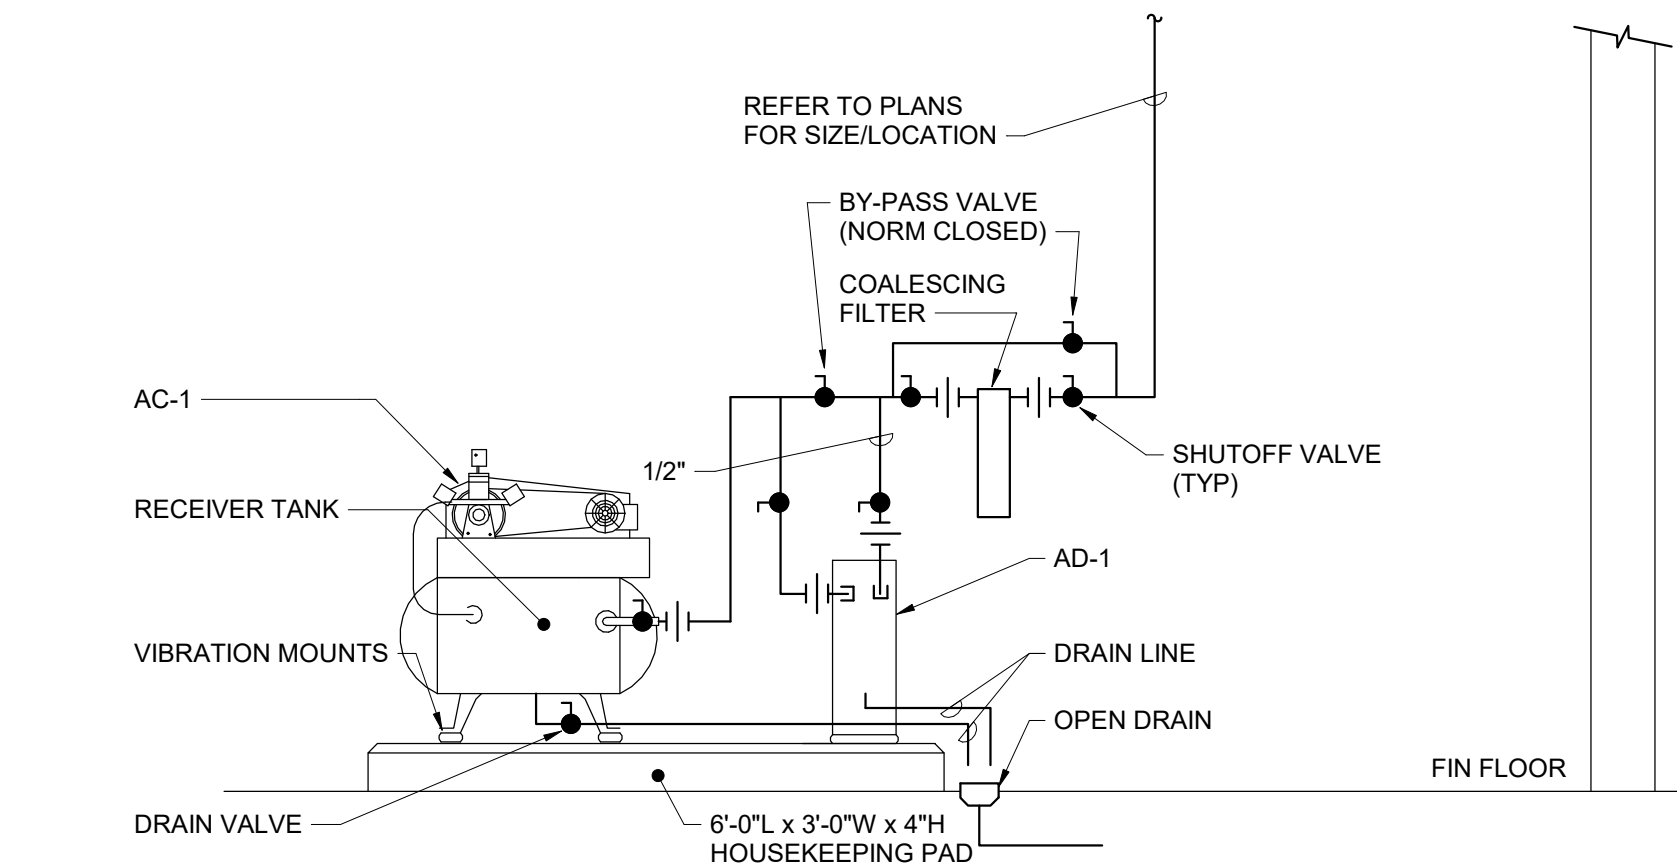 REFER TO PLANS
FOR SIZE/LOCATION
BY-PASS VALVE
(NORM CLOSED)
COALESCING
FILTER
AC-1
1/2"
SHUTOFF VALVE
(TYP)
RECEIVER TANK
AD-1
VIBRATION MOUNTS
DRAIN LINE
OPEN DRAIN
FIN FLOOR
DRAIN VALVE
6'-0"L x 3'-0"W x 4"H
HOUSEKEEPING PAD